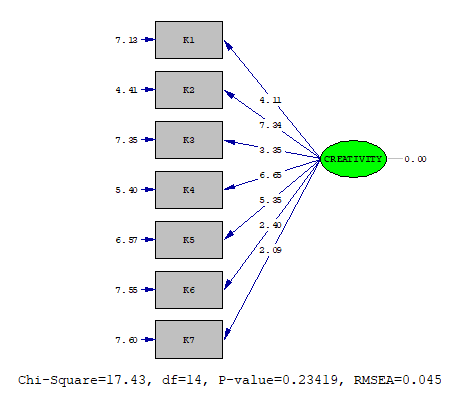 7.13 K1
4.11
4.41 K2
7.34
7.35 K3
3.35
CREATIVITY 0.00
6.65
5.40 K4
5.35
6.57 K5
2.40
2.09
7.55 K6
7.60 K7
Chi-Square=17.43, df=14, P-value=0.23419, RMSEA=0.045